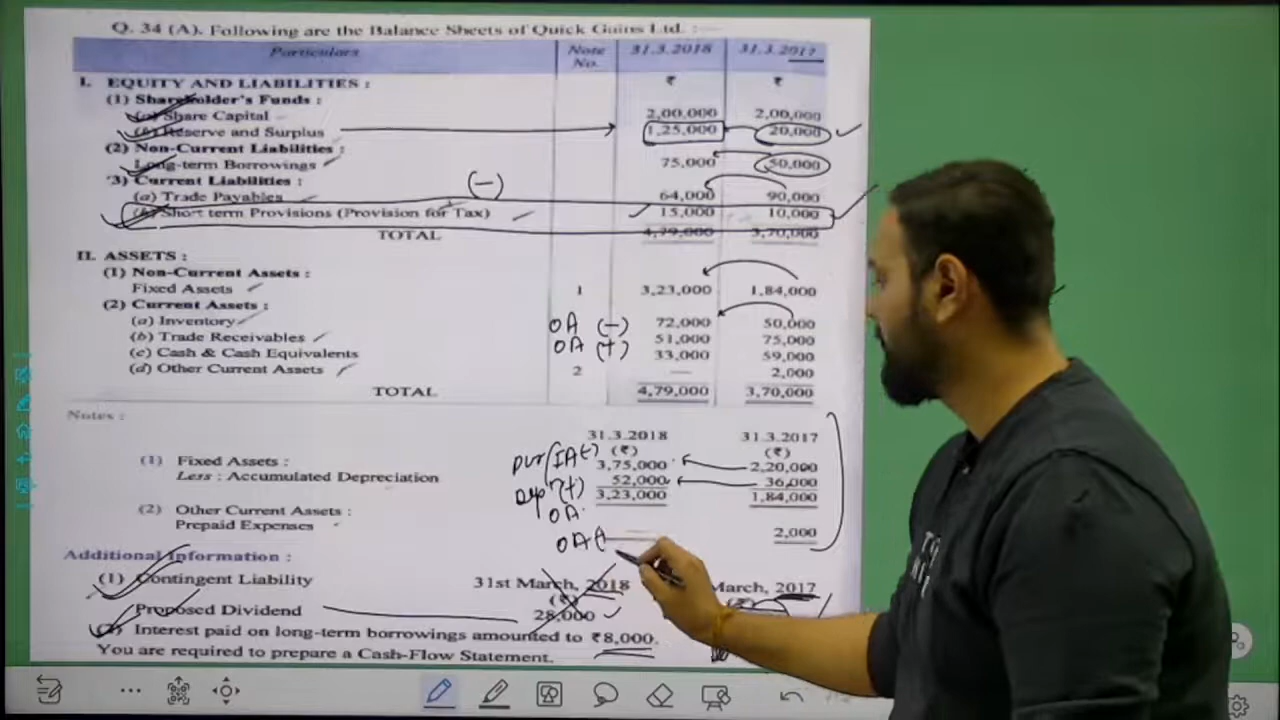 Q. 34 (A). Following are the Balance Sheets of Quick Gains Ltd. :
Particulars Note No. 31.3.2018 31.3.2017
₹ ₹
I. EQUITY AND LIABILITIES :
(1) Shareholder's Funds :
(a) Share Capital 2,00,000 2,00,000
(b) Reserve and Surplus 1,25,000 20,000
(2) Non-Current Liabilities :
Long-term Borrowings 75,000 50,000
(3) Current Liabilities :
(a) Trade Payables (-) 64,000 90,000
(b) Short term Provisions (Provision for Tax) 15,000 10,000
TOTAL 4,79,000 3,70,000
II. ASSETS :
(1) Non-Current Assets :
Fixed Assets 1 3,23,000 1,84,000
(2) Current Assets :
(a) Inventory OA (-) 72,000 50,000
(b) Trade Receivables OA (+) 51,000 75,000
(c) Cash & Cash Equivalents 33,000 59,000
(d) Other Current Assets 2 — 2,000
TOTAL 4,79,000 3,70,000
Notes :
31.3.2018 31.3.2017
(₹) (₹)
(1) Fixed Assets : Pur IA(-) 3,75,000 2,20,000
Less : Accumulated Depreciation Dep (+) 52,000 36,000
OA 3,23,000 1,84,000
(2) Other Current Assets :
Prepaid Expenses OA ( 2,000
Additional Information :
(1) Contingent Liability 31st March, 2018 March, 2017
(₹) (₹)
Proposed Dividend 28,000
(2) Interest paid on long-term borrowings amounted to ₹8,000.
You are required to prepare a Cash-Flow Statement.